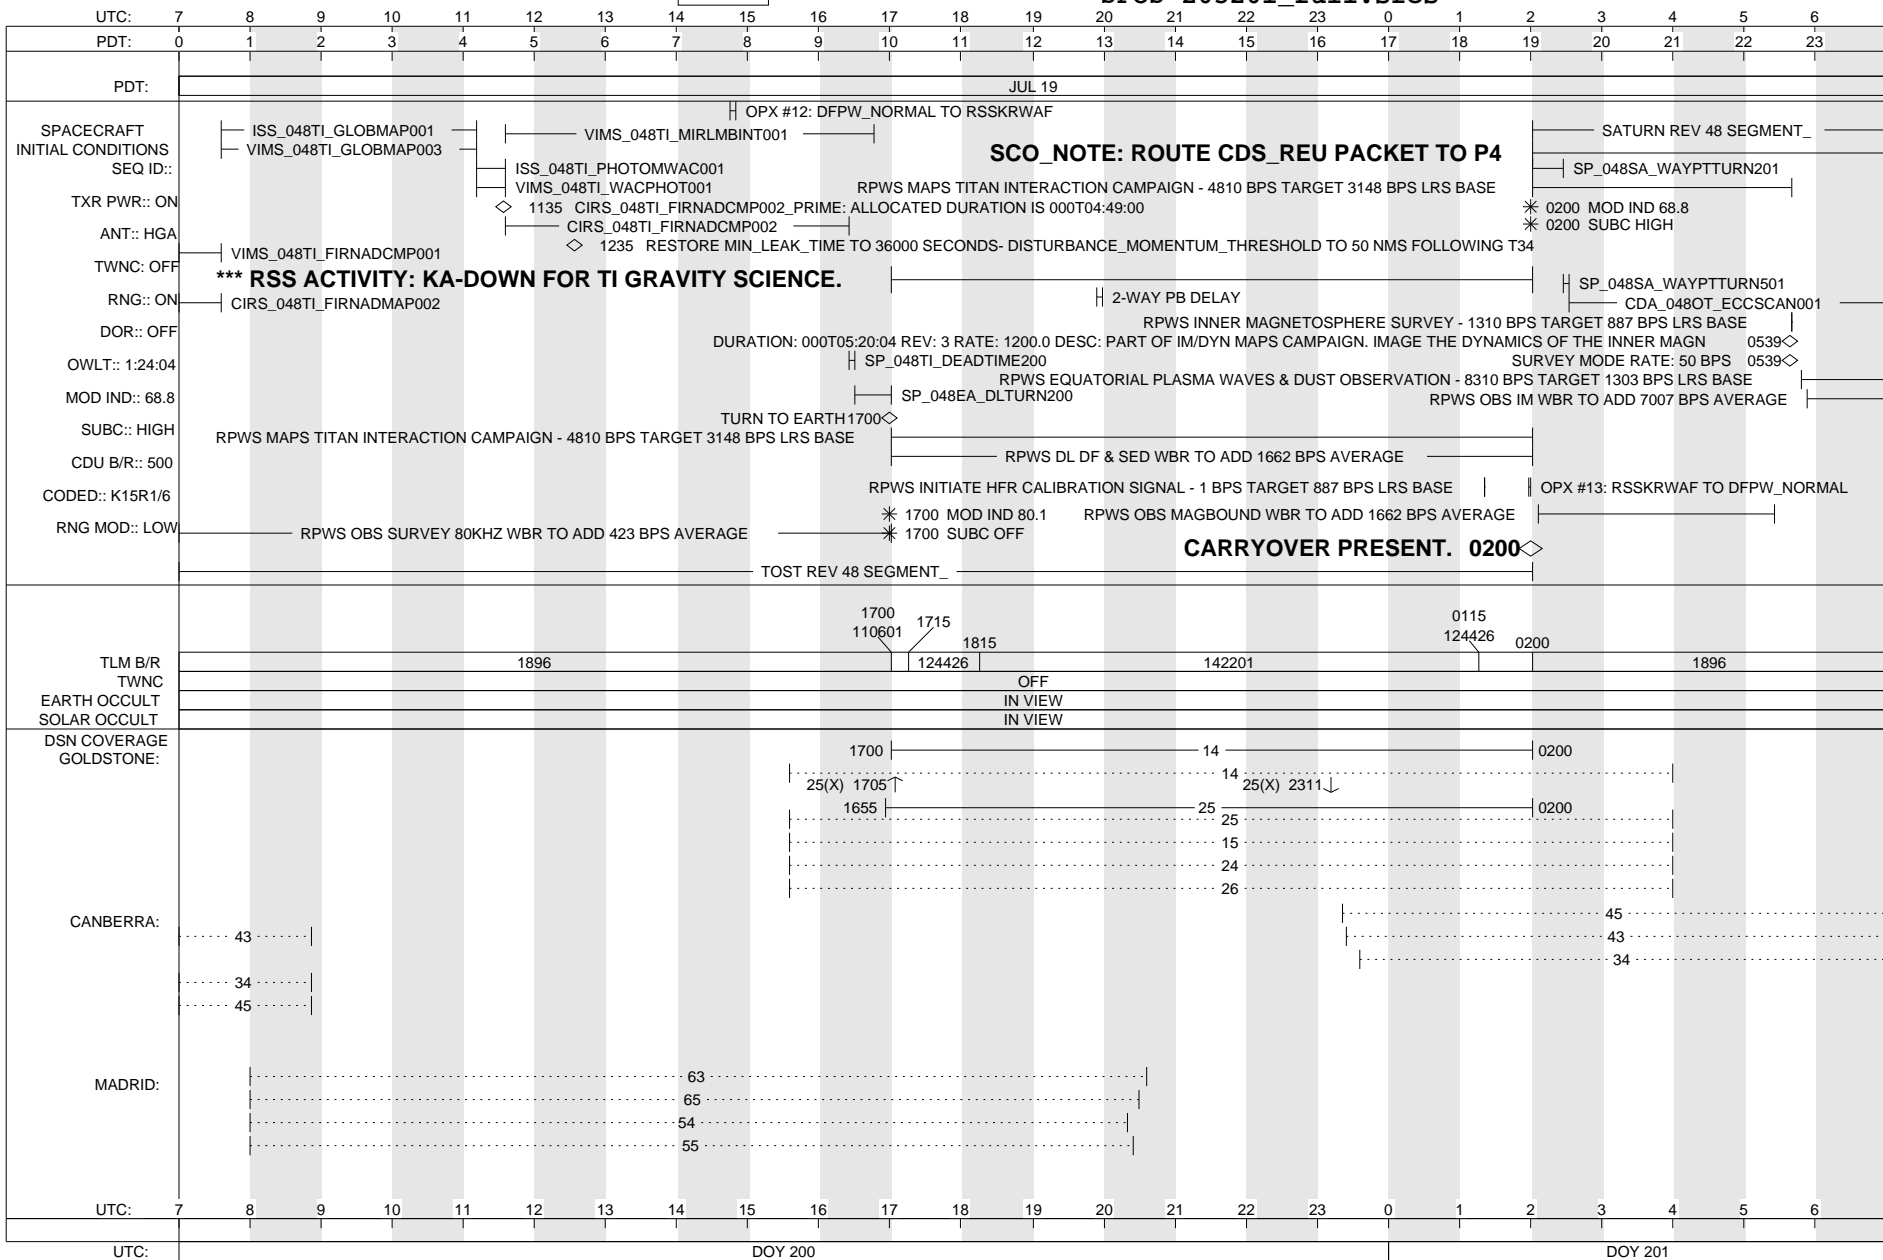 UTC: 7 8 9 10 11 12 13 14 15 16 17 18 19 20 21 22 23 0 1 2 3 4 5 6
PDT: 0 1 2 3 4 5 6 7 8 9 10 11 12 13 14 15 16 17 18 19 20 21 22 23
PDT: JUL 19
OPX #12: DFPW_NORMAL TO RSSKRWAF
SPACECRAFT ISS_048TI_GLOBMAP001 VIMS_048TI_MIRLMBINT001 SATURN REV 48 SEGMENT_
INITIAL CONDITIONS VIMS_048TI_GLOBMAP003 SCO_NOTE: ROUTE CDS_REU PACKET TO P4
SEQ ID:: ISS_048TI_PHOTOMWAC001 SP_048SA_WAYPTTURN201
VIMS_048TI_WACPHOT001 RPWS MAPS TITAN INTERACTION CAMPAIGN - 4810 BPS TARGET 3148 BPS LRS BASE
TXR PWR:: ON 1135 CIRS_048TI_FIRNADCMP002_PRIME: ALLOCATED DURATION IS 000T04:49:00 0200 MOD IND 68.8
ANT:: HGA CIRS_048TI_FIRNADCMP002 0200 SUBC HIGH
1235 RESTORE MIN_LEAK_TIME TO 36000 SECONDS- DISTURBANCE_MOMENTUM_THRESHOLD TO 50 NMS FOLLOWING T34
VIMS_048TI_FIRNADCMP001
TWNC: OFF *** RSS ACTIVITY: KA-DOWN FOR TI GRAVITY SCIENCE.
SP_048SA_WAYPTTURN501
RNG:: ON CIRS_048TI_FIRNADMAP002 2-WAY PB DELAY CDA_048OT_ECCSCAN001
RPWS INNER MAGNETOSPHERE SURVEY - 1310 BPS TARGET 887 BPS LRS BASE
DOR:: OFF DURATION: 000T05:20:04 REV: 3 RATE: 1200.0 DESC: PART OF IM/DYN MAPS CAMPAIGN. IMAGE THE DYNAMICS OF THE INNER MAGN 0539
OWLT:: 1:24:04 SP_048TI_DEADTIME200 SURVEY MODE RATE: 50 BPS 0539
RPWS EQUATORIAL PLASMA WAVES & DUST OBSERVATION - 8310 BPS TARGET 1303 BPS LRS BASE
MOD IND:: 68.8 SP_048EA_DLTURN200 RPWS OBS IM WBR TO ADD 7007 BPS AVERAGE
TURN TO EARTH 1700
SUBC:: HIGH RPWS MAPS TITAN INTERACTION CAMPAIGN - 4810 BPS TARGET 3148 BPS LRS BASE
CDU B/R:: 500 RPWS DL DF & SED WBR TO ADD 1662 BPS AVERAGE
CODED:: K15R1/6 RPWS INITIATE HFR CALIBRATION SIGNAL - 1 BPS TARGET 887 BPS LRS BASE OPX #13: RSSKRWAF TO DFPW_NORMAL
1700 MOD IND 80.1 RPWS OBS MAGBOUND WBR TO ADD 1662 BPS AVERAGE
RNG MOD:: LOW RPWS OBS SURVEY 80KHZ WBR TO ADD 423 BPS AVERAGE 1700 SUBC OFF
CARRYOVER PRESENT. 0200
TOST REV 48 SEGMENT_
1700 1715 0115
110601 1815 124426 0200
TLM B/R 1896 124426 142201 1896
TWNC OFF
EARTH OCCULT IN VIEW
SOLAR OCCULT IN VIEW
DSN COVERAGE
GOLDSTONE: 1700 14 0200
14
25(X) 1705 25(X) 2311
1655 25 0200
25
15
24
26
CANBERRA: 45
43 43
34
34
45
MADRID: 63
65
54
55
UTC: 7 8 9 10 11 12 13 14 15 16 17 18 19 20 21 22 23 0 1 2 3 4 5 6
UTC: DOY 200 DOY 201